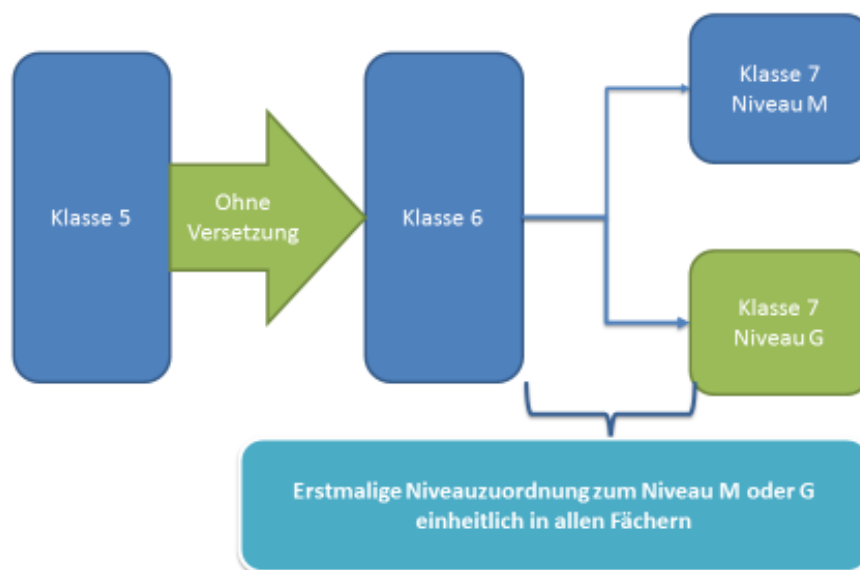 Klasse 5
Ohne
Versetzung
Klasse 6
Klasse 7
Niveau M
Klasse 7
Niveau G
Erstmalige Niveauzuordnung zum Niveau M oder G
einheitlich in allen Fächern